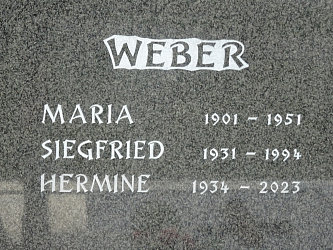 WEBER
MARIA 1901 – 1951
SIEGFRIED 1931 – 1994
HERMINE 1934 – 2023